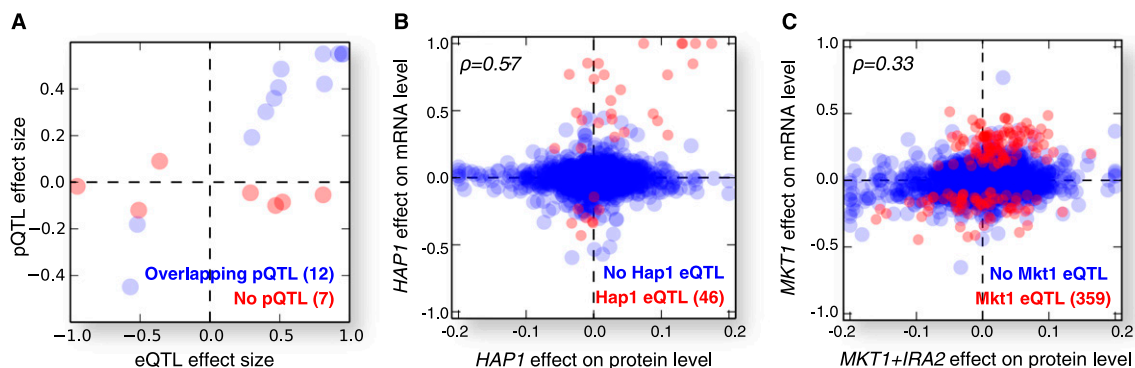 A
pQTL effect size
0.4
0.2
0.0
−0.2
−0.4
Overlapping pQTL (12)
No pQTL (7)
−1.0 −0.5 0.0 0.5 1.0
eQTL effect size
B
HAP1 effect on mRNA level
1.0
0.5
0.0
-0.5
-1.0
ρ=0.57
No Hap1 eQTL
Hap1 eQTL (46)
-0.2 -0.1 0.0 0.1 0.2
HAP1 effect on protein level
C
MKT1 effect on mRNA level
1.0
0.5
0.0
-0.5
-1.0
ρ=0.33
No Mkt1 eQTL
Mkt1 eQTL (359)
-0.2 -0.1 0.0 0.1 0.2
MKT1+IRA2 effect on protein level